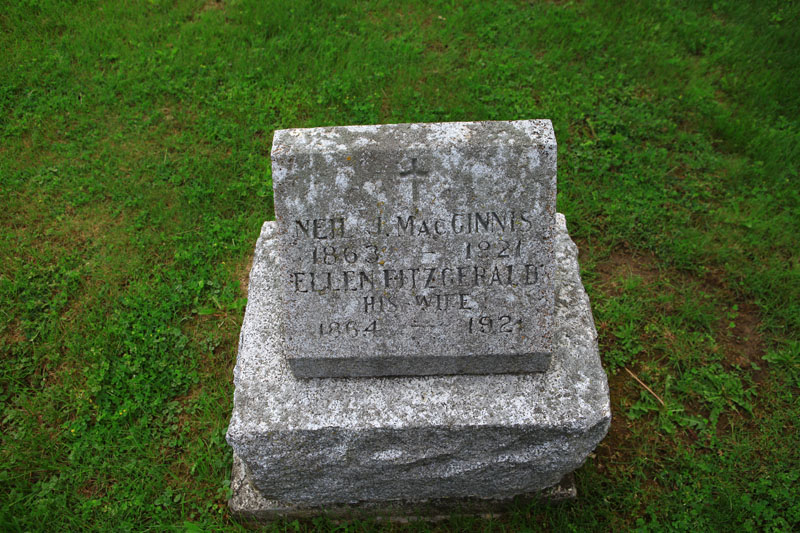 NEIL J. MACGINNIS
1863 – 1921
ELLEN FITZGERALD
HIS WIFE
1864 – 1921